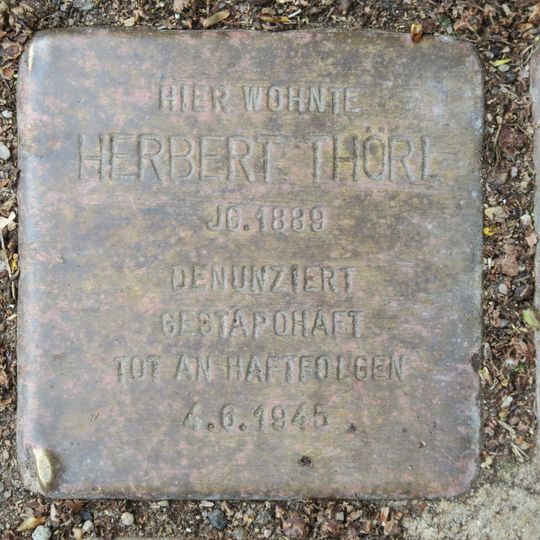 HIER WOHNTE
HERBERT THÖRL
JG. 1889
DENUNZIERT
GESTAPOHAFT
TOT AN HAFTFOLGEN
4.6.1945